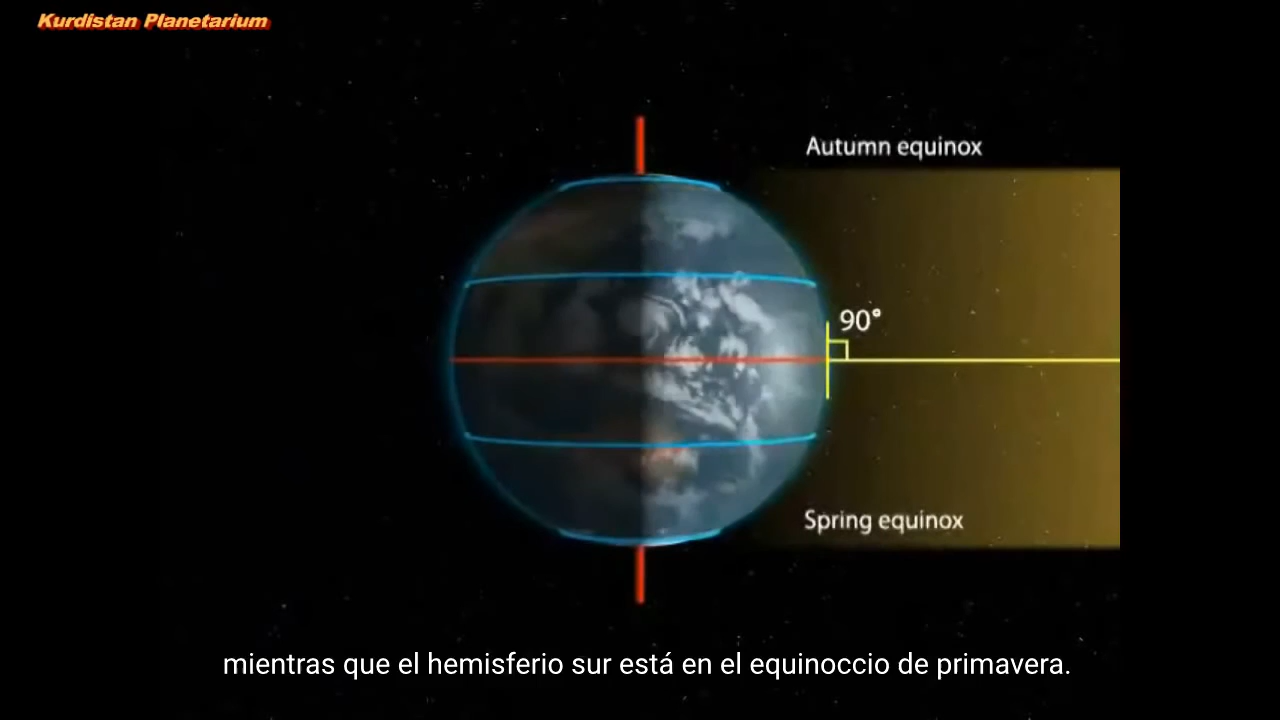 Kurdistan Planetarium
Autumn equinox
90°
Spring equinox
mientras que el hemisferio sur está en el equinoccio de primavera.